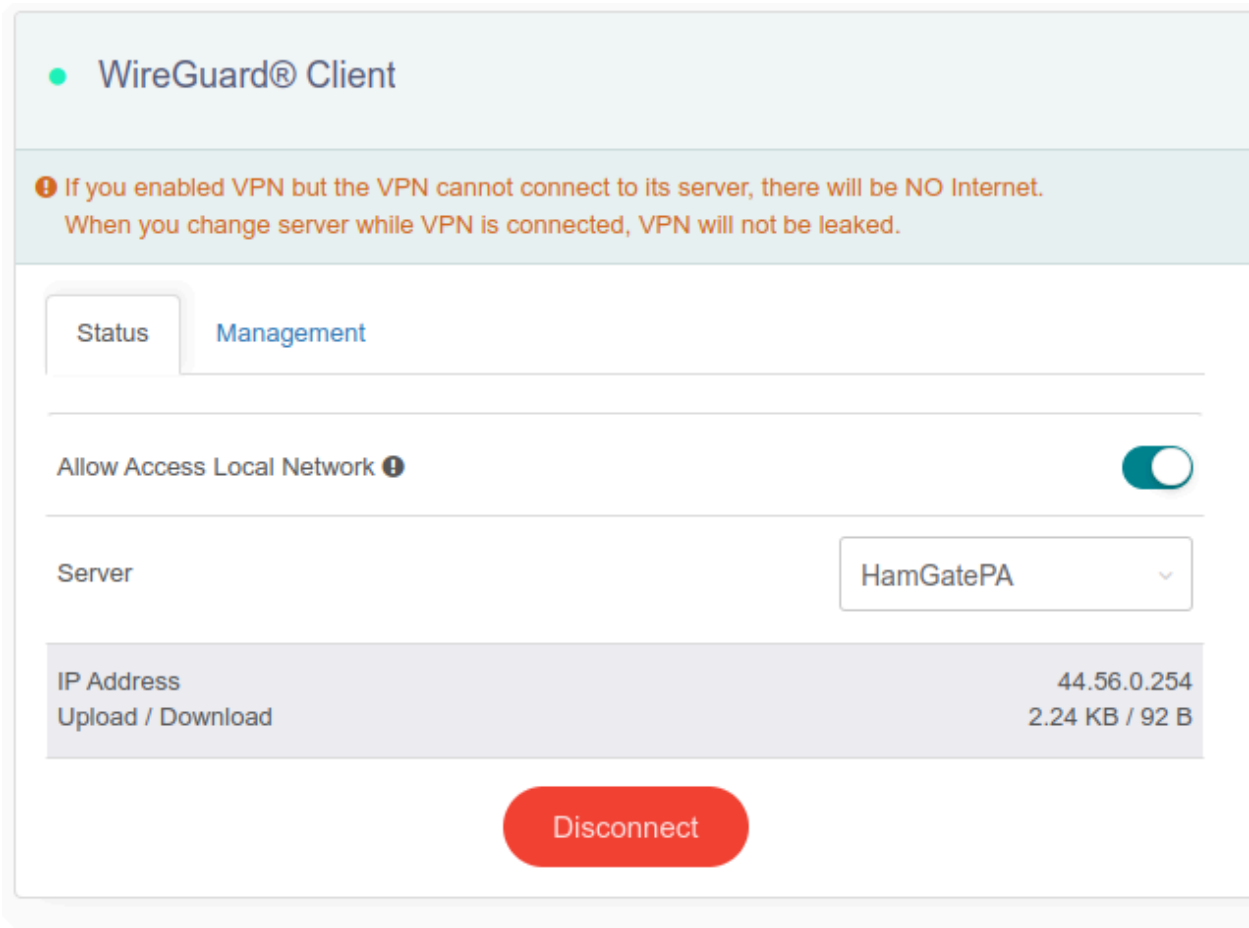 WireGuard® Client
If you enabled VPN but the VPN cannot connect to its server, there will be NO Internet.
When you change server while VPN is connected, VPN will not be leaked.
Status Management
Allow Access Local Network
Server HamGatePA
IP Address 44.56.0.254
Upload / Download 2.24 KB / 92 B
Disconnect